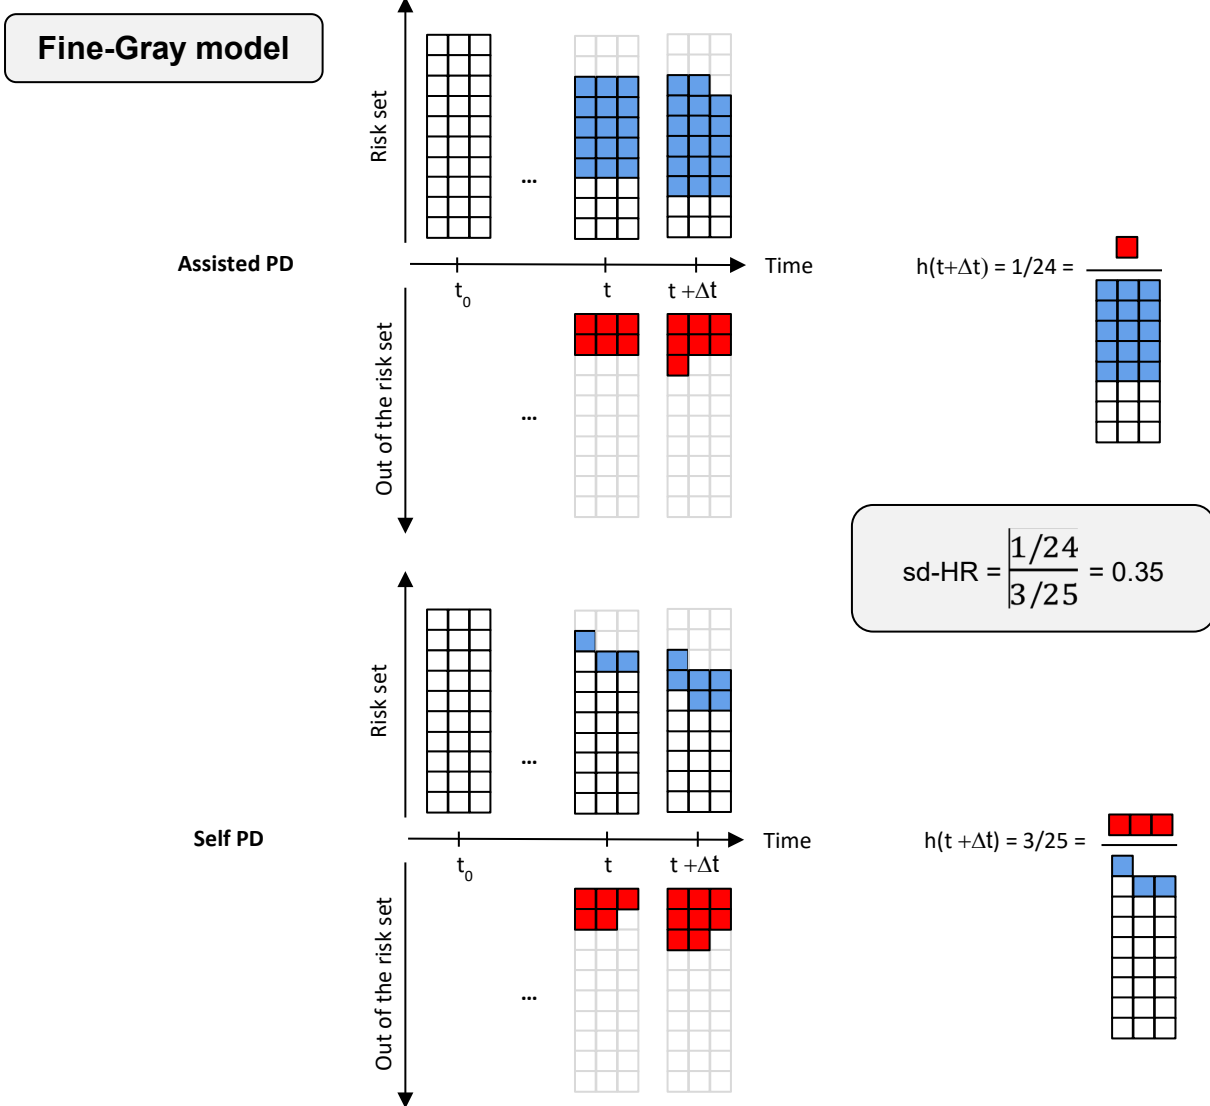 Fine-Gray model
Risk set
...
Assisted PD
Time
t0
t
t +Δt
h(t+Δt) = 1/24 =
Out of the risk set
...
sd-HR = 1/24 / 3/25 = 0.35
Risk set
...
Self PD
Time
t0
t
t +Δt
h(t +Δt) = 3/25 =
Out of the risk set
...